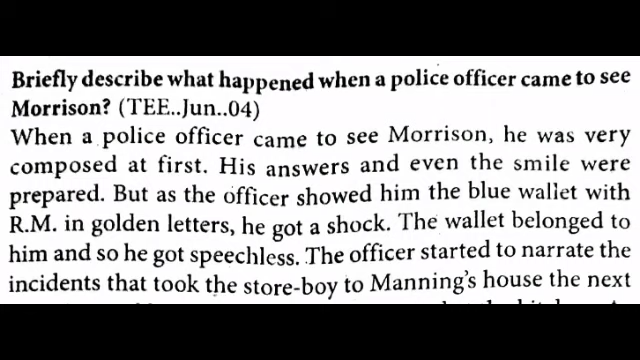 Briefly describe what happened when a police officer came to see
Morrison? (TEE..Jun..04)
When a police officer came to see Morrison, he was very
composed at first. His answers and even the smile were
prepared. But as the officer showed him the blue wallet with
R.M. in golden letters, he got a shock. The wallet belonged to
him and so he got speechless. The officer started to narrate the
incidents that took the store-boy to Manning's house the next